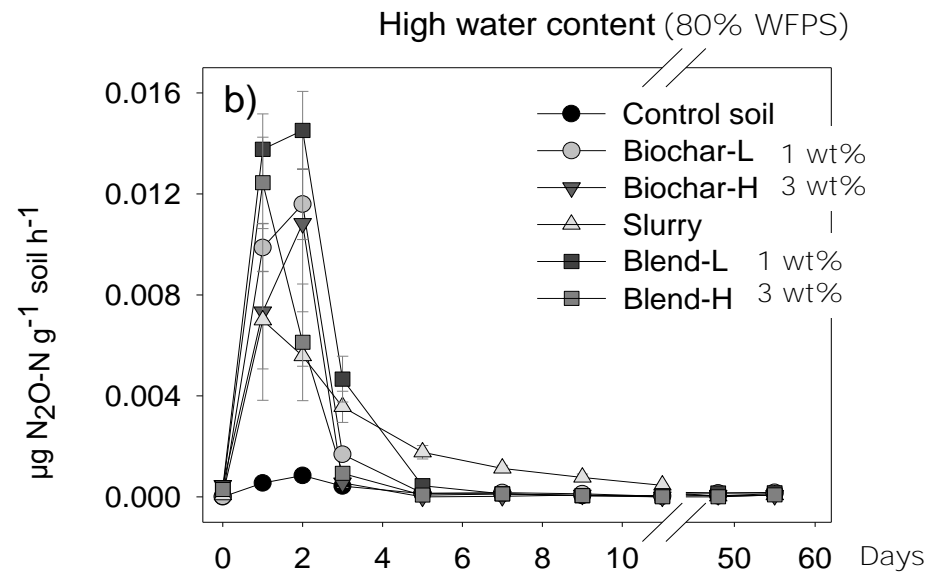 High water content (80% WFPS)
b)
0.016
0.012
0.008
0.004
0.000
µg N₂O-N g⁻¹ soil h⁻¹
Control soil
Biochar-L 1 wt%
Biochar-H 3 wt%
Slurry
Blend-L 1 wt%
Blend-H 3 wt%
0 2 4 6 8 10 50 60 Days